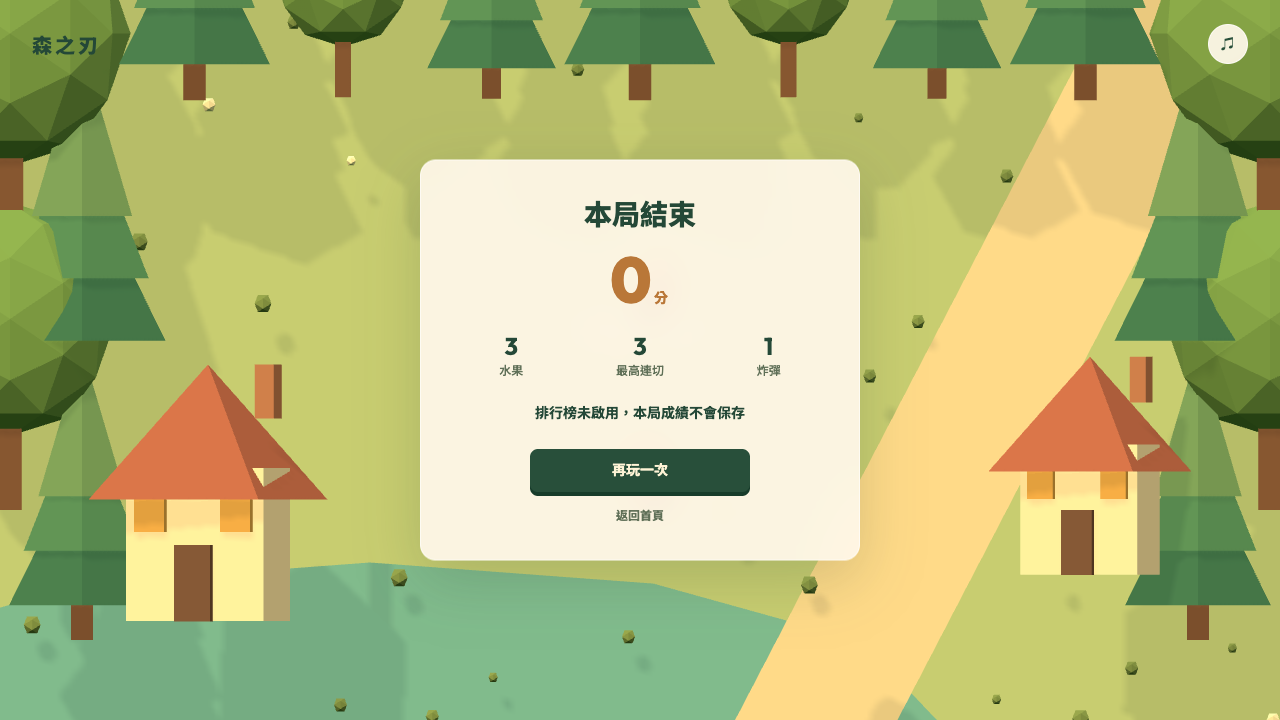 森之刃
本局結束
0分
3 3 1
水果 最高連切 炸彈
排行榜未啟用，本局成績不會保存
再玩一次
返回首頁